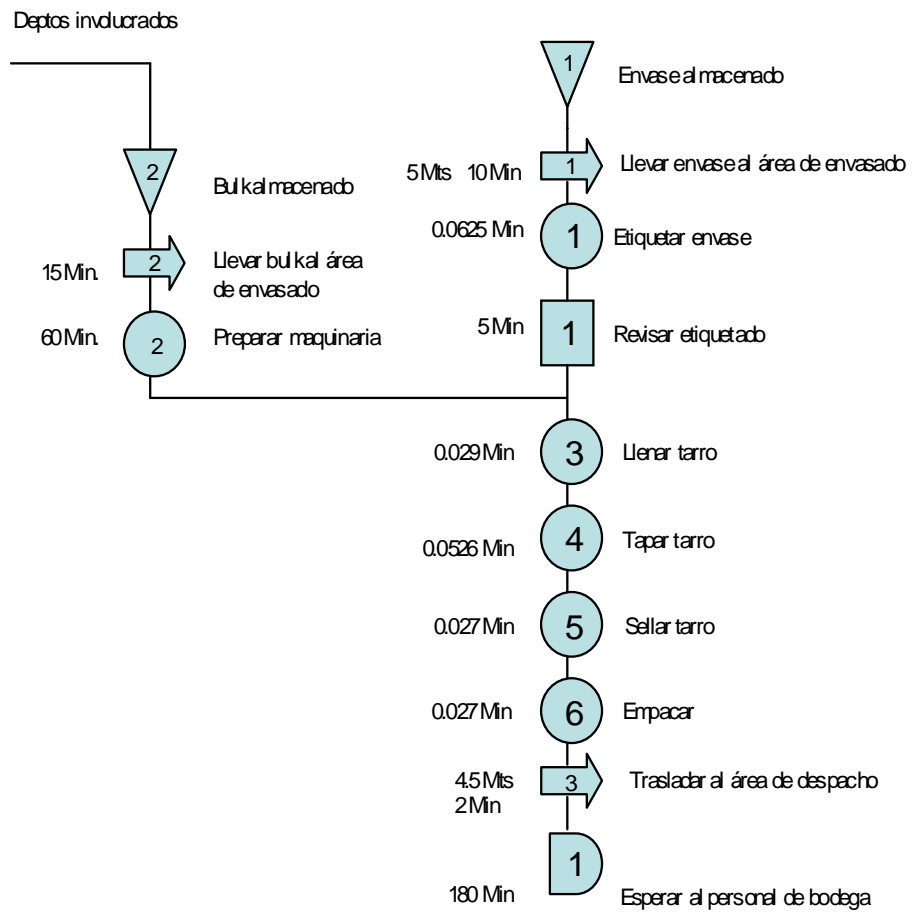 Deptos involucrados
1
Envase almacenado
2
Bulk almacenado
5 Mts 10 Min
1
Llevar envase al área de envasado
0.0625 Min
1
Etiquetar envase
15 Min.
2
Llevar bulk al área
de envasado
60 Min.
2
Preparar maquinaria
5 Min
1
Revisar etiquetado
0.029 Min
3
Llenar tarro
0.0526 Min
4
Tapar tarro
0.027 Min
5
Sellar tarro
0.027 Min
6
Empacar
4.5 Mts
2 Min
3
Trasladar al área de despacho
180 Min
1
Esperar al personal de bodega